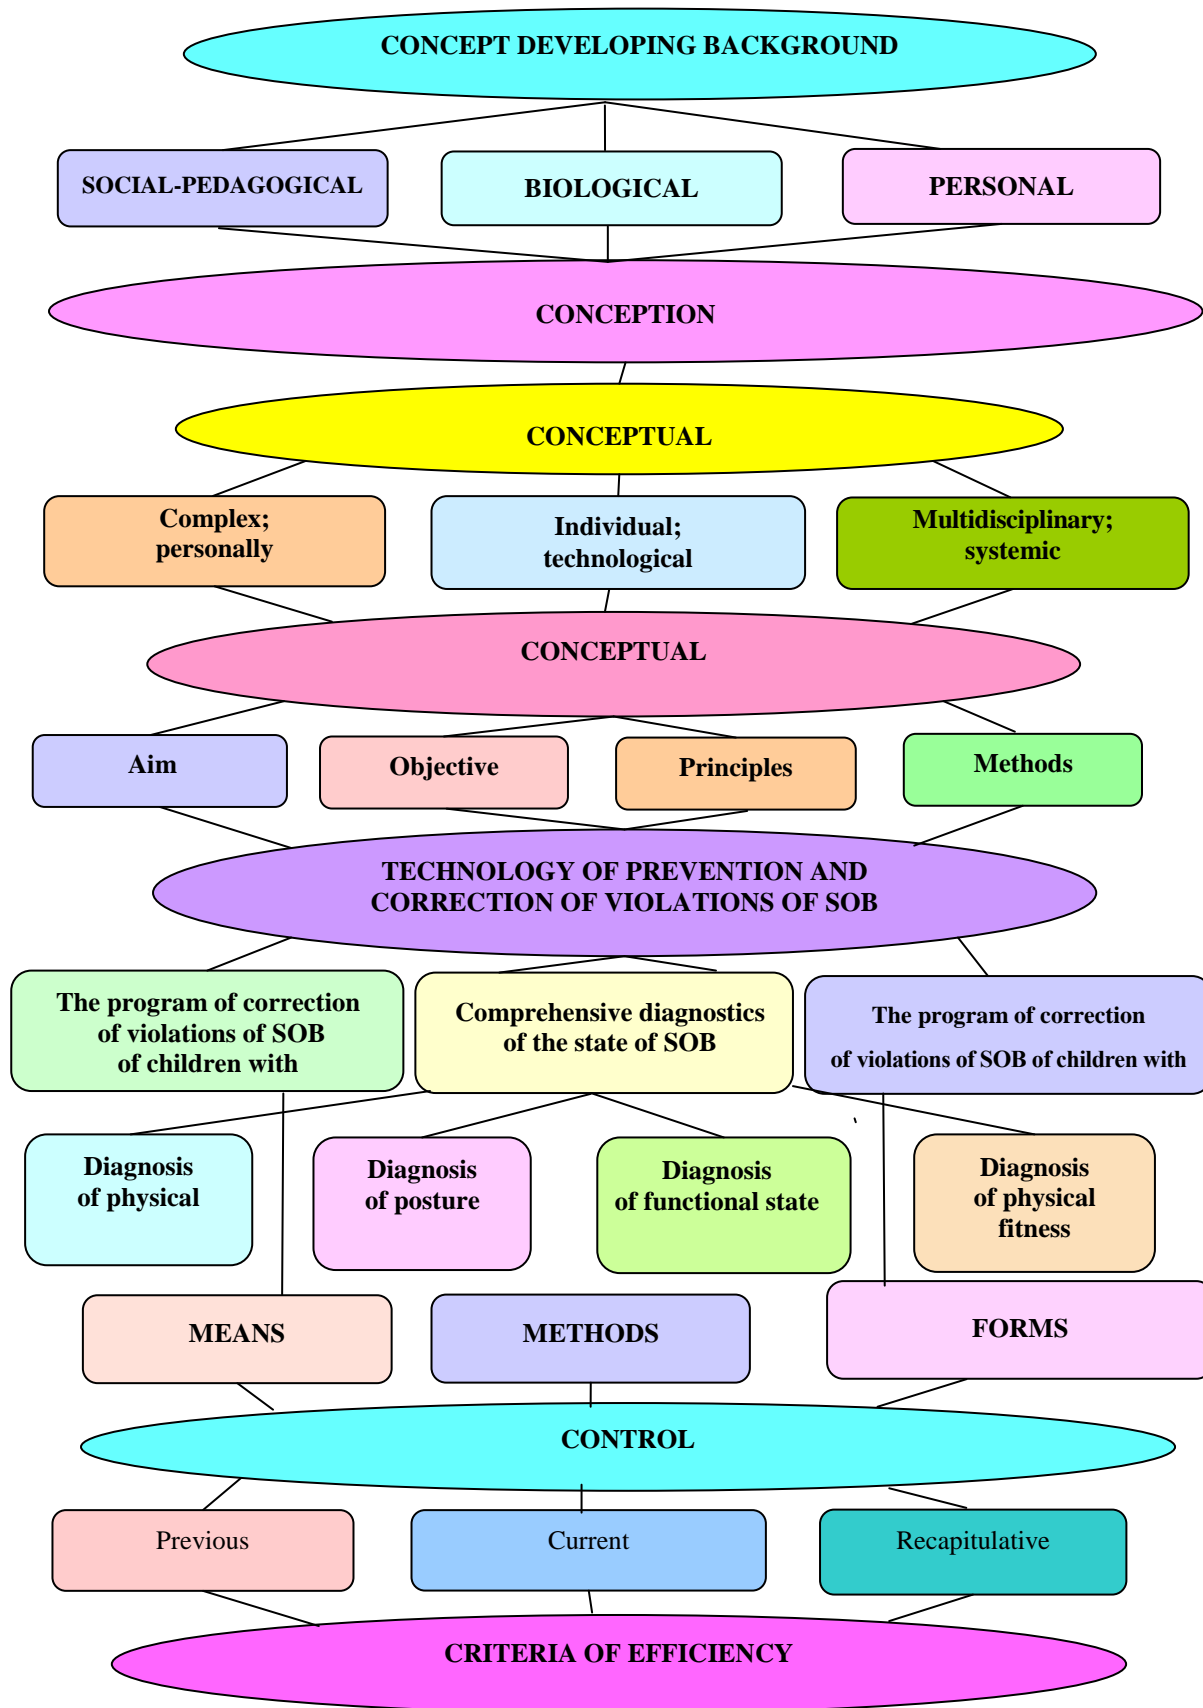 CONCEPT DEVELOPING BACKGROUND
SOCIAL-PEDAGOGICAL
BIOLOGICAL
PERSONAL
CONCEPTION
CONCEPTUAL
Complex;
personally
Individual;
technological
Multidisciplinary;
systemic
CONCEPTUAL
Aim
Objective
Principles
Methods
TECHNOLOGY OF PREVENTION AND
CORRECTION OF VIOLATIONS OF SOB
The program of correction
of violations of SOB
of children with
Comprehensive diagnostics
of the state of SOB
The program of correction
of violations of SOB of children with
Diagnosis
of physical
Diagnosis
of posture
Diagnosis
of functional state
Diagnosis
of physical
fitness
MEANS
METHODS
FORMS
CONTROL
Previous
Current
Recapitulative
CRITERIA OF EFFICIENCY